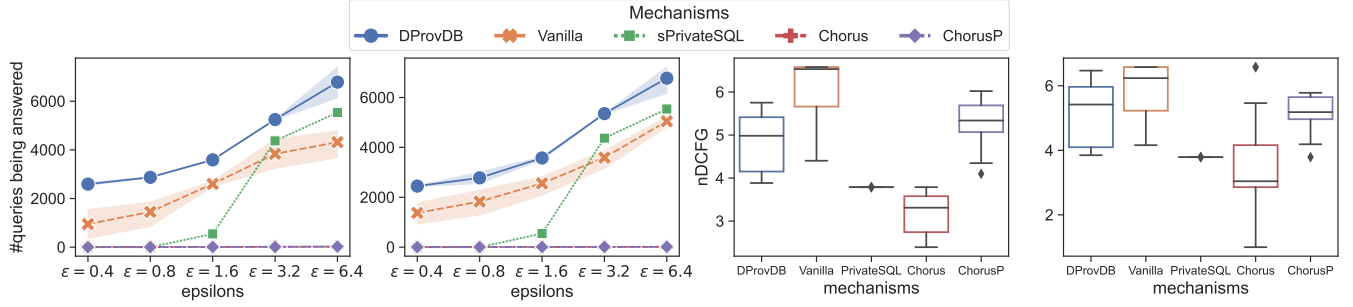 Mechanisms
DProvDB Vanilla sPrivateSQL Chorus ChorusP
#queries being answered
6000
4000
2000
0
ε = 0.4 ε = 0.8 ε = 1.6 ε = 3.2 ε = 6.4
epsilons
6000
4000
2000
0
ε = 0.4 ε = 0.8 ε = 1.6 ε = 3.2 ε = 6.4
epsilons
nDCFG
6
5
4
3
DProvDB Vanilla PrivateSQL Chorus ChorusP
mechanisms
6
4
2
DProvDB Vanilla PrivateSQL Chorus ChorusP
mechanisms